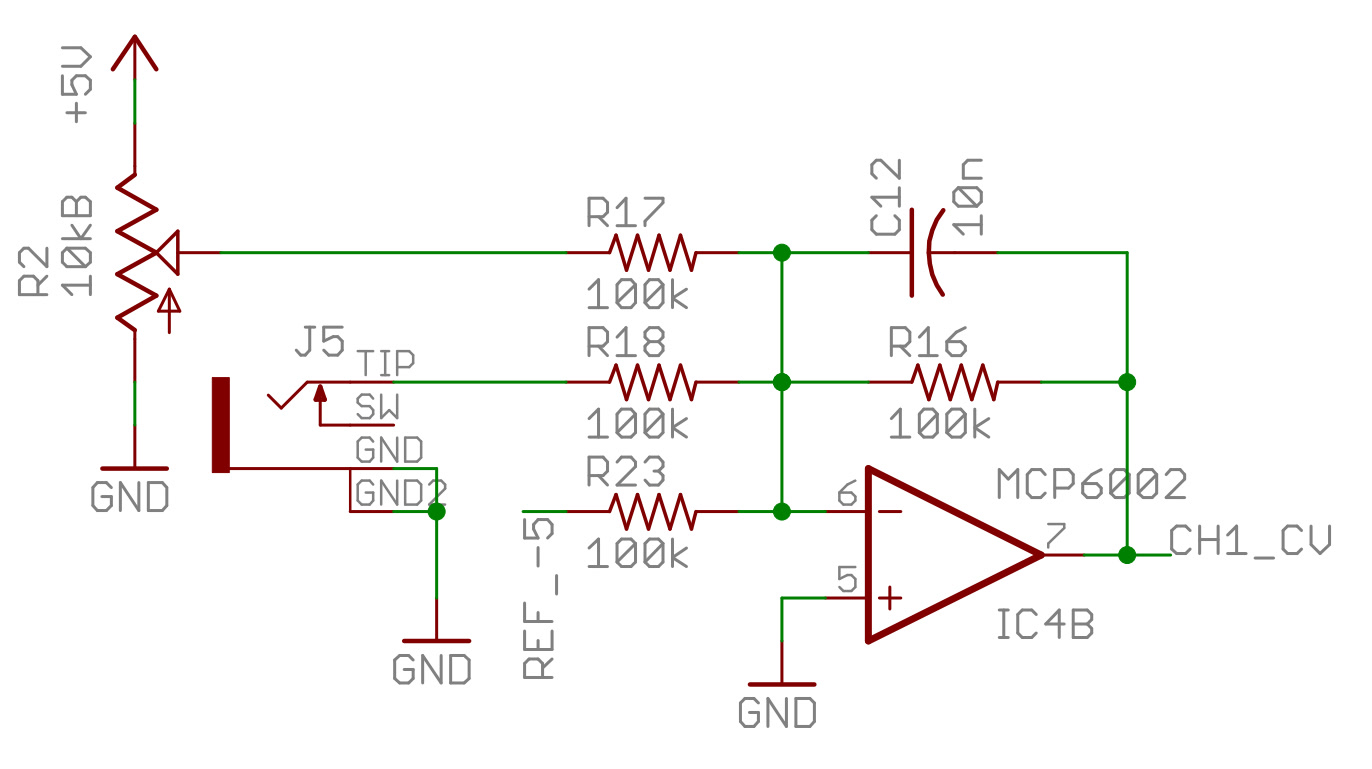 +5V
R2
10kB
GND
J5
TIP
SW
GND
GND2
GND
R17
100k
R18
100k
R23
100k
REF_-5
C12
10n
R16
100k
MCP6002
6
5
7
IC4B
CH1_CV
GND